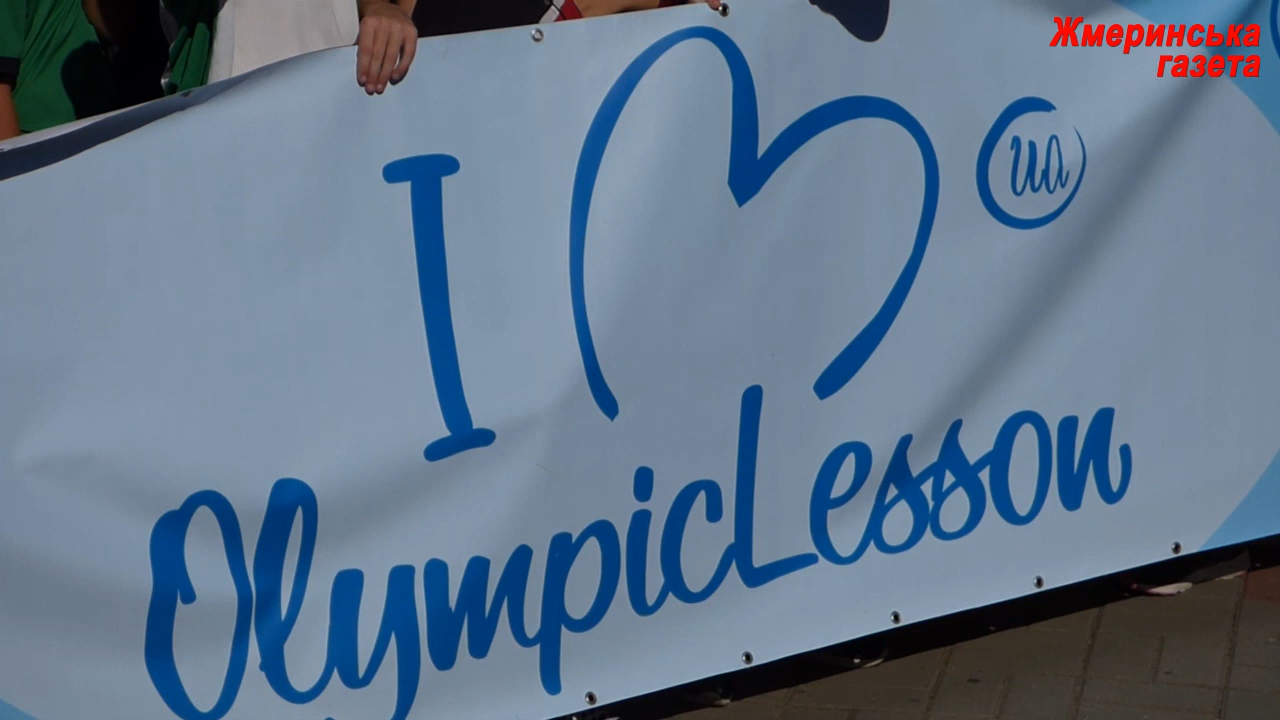 Жмеринська
газета
I
ua
OlympicLesson